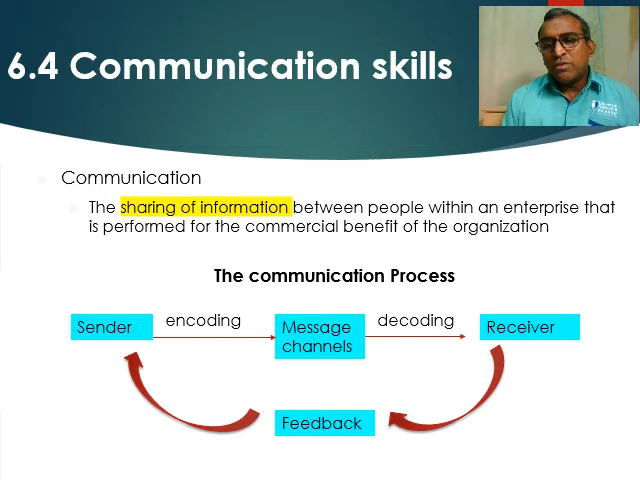 6.4 Communication skills
Communication
The sharing of information between people within an enterprise that
is performed for the commercial benefit of the organization
The communication Process
Sender
encoding
Message
channels
decoding
Receiver
Feedback